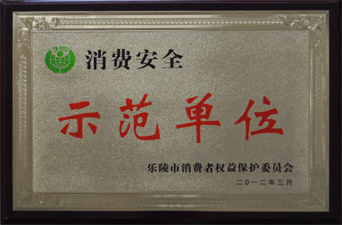 消费安全
示范单位
乐陵市消费者权益保护委员会
二〇一二年三月